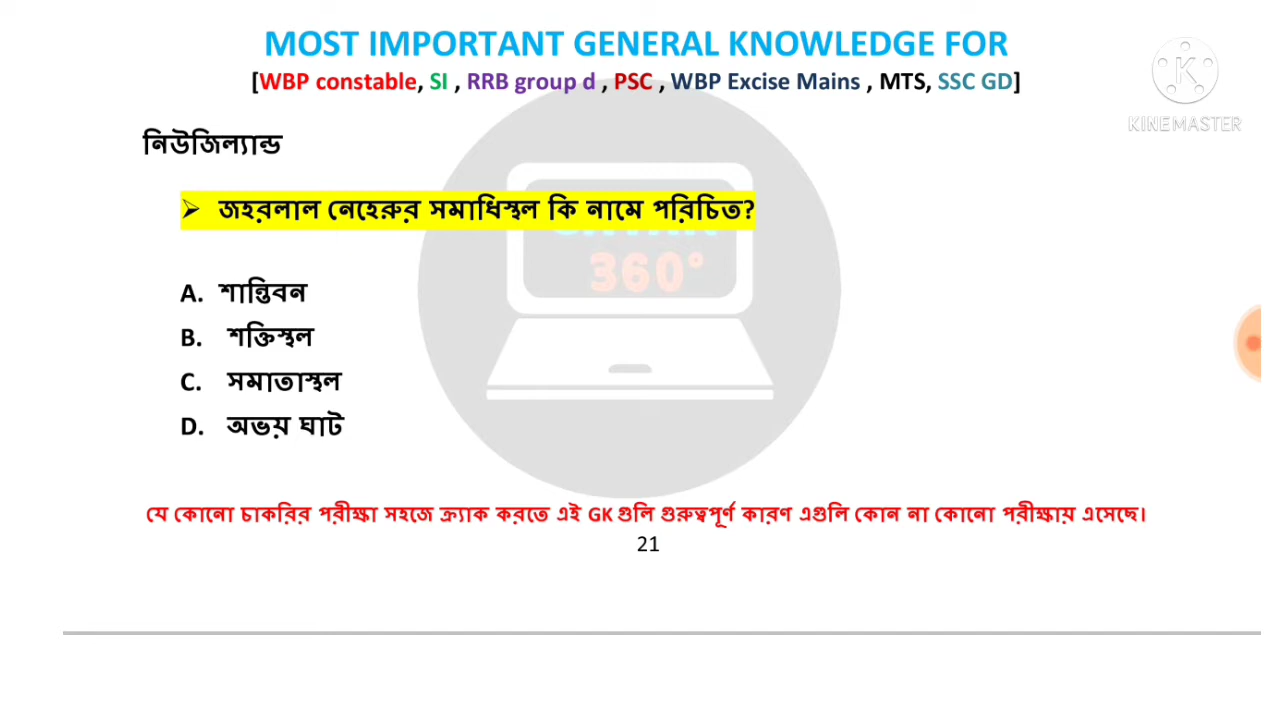 MOST IMPORTANT GENERAL KNOWLEDGE FOR
[WBP constable, SI , RRB group d , PSC , WBP Excise Mains , MTS, SSC GD]
KINEMASTER
নিউজিল্যান্ড
➢ জহরলাল নেহেরুর সমাধিস্থল কি নামে পরিচিত?
360°
A. শান্তিবন
B. শক্তিস্থল
C. সমাতাস্থল
D. অভয় ঘাট
যে কোনো চাকরির পরীক্ষা সহজে ক্র্যাক করতে এই GK গুলি গুরুত্বপূর্ণ কারণ এগুলি কোন না কোনো পরীক্ষায় এসেছে।
21